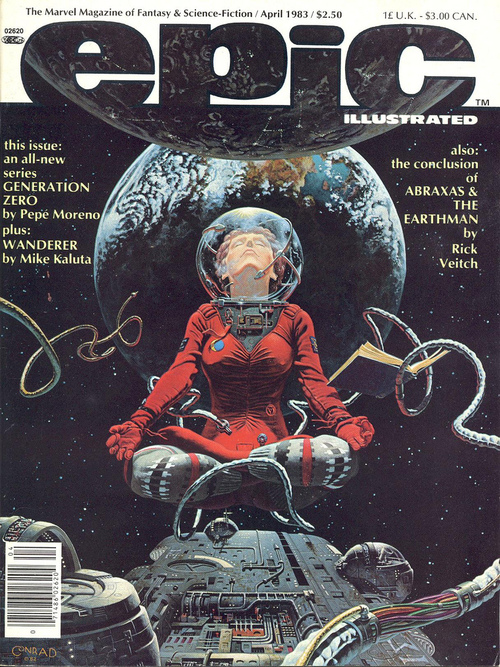 The Marvel Magazine of Fantasy & Science-Fiction / April 1983 / $2.50
1£ U.K. - $3.00 CAN.
02620
epic
TM
ILLUSTRATED
this issue:
an all-new
series
GENERATION
ZERO
by Pepe Moreno
plus:
WANDERER
by Mike Kaluta
also:
the conclusion
of
ABRAXAS &
THE
EARTHMAN
by
Rick
Veitch
04
CONRAD